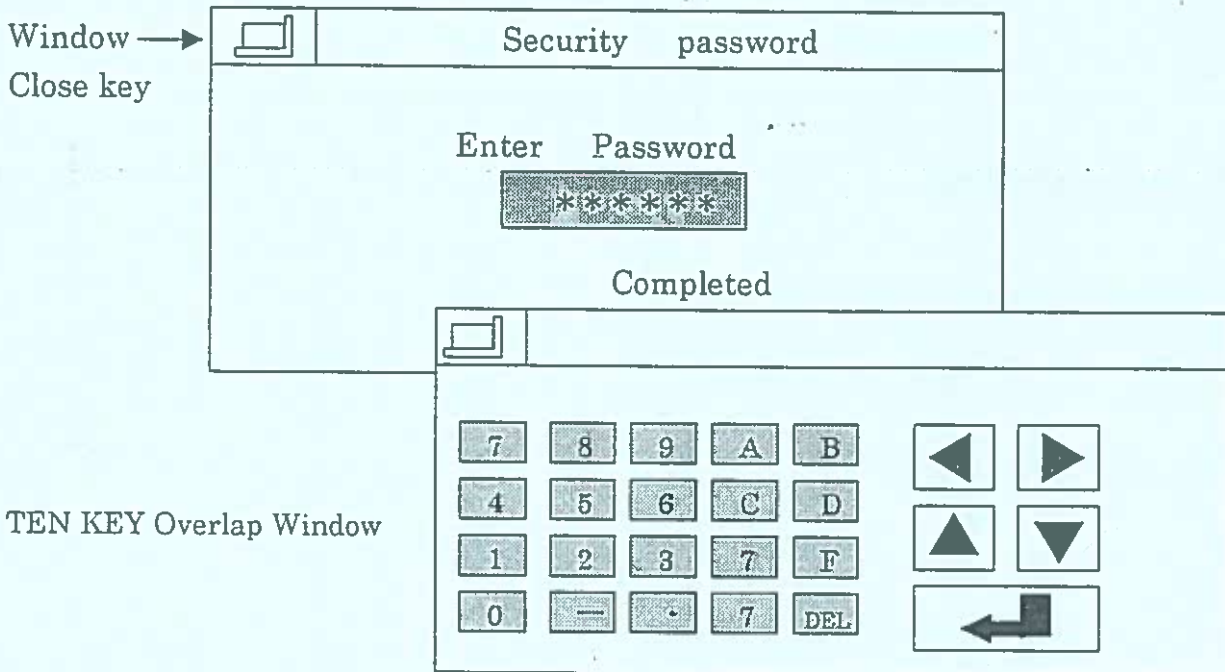 Window
Close key
Security password
Enter Password
******
Completed
TEN KEY Overlap Window
7 8 9 A B
4 5 6 C D
1 2 3 7 F
0 — . 7 DEL